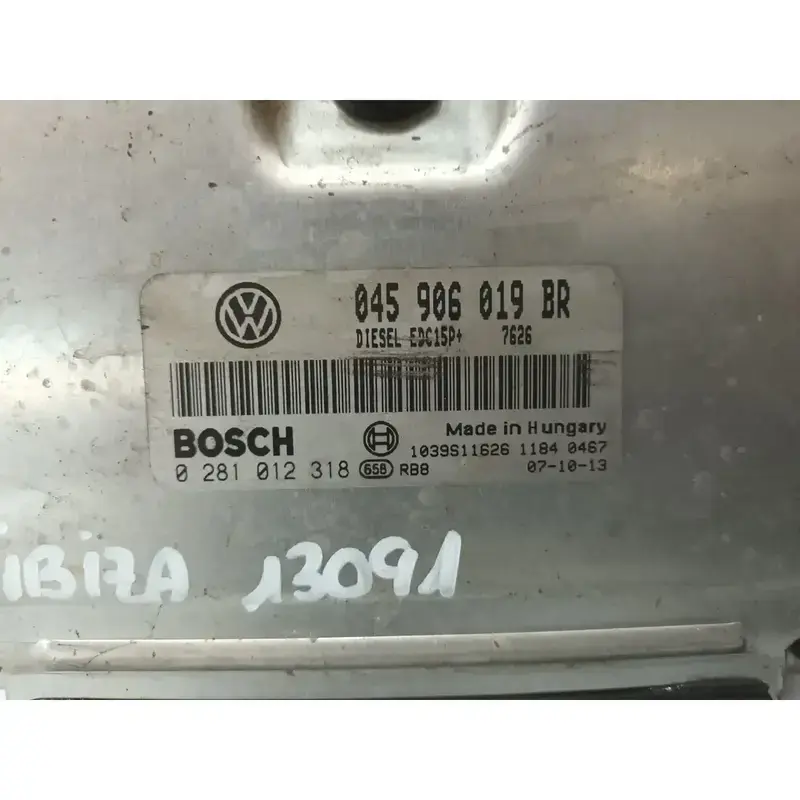 045 906 019 BR
DIESEL EDC15P+ 7626
BOSCH
Made in Hungary
1039S11626 1184 0467
0 281 012 318 658 RB8 07-10-13
iBiZA 13091